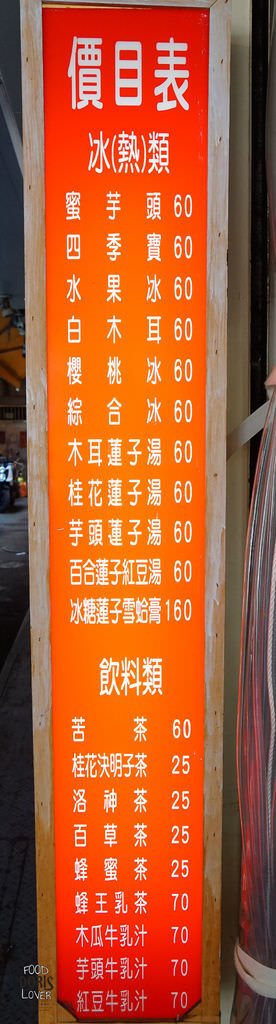 價目表
冰(熱)類
蜜芋頭 60
四季寶 60
水果冰 60
白木耳 60
櫻桃冰 60
綜合冰 60
木耳蓮子湯 60
桂花蓮子湯 60
芋頭蓮子湯 60
百合蓮子紅豆湯 60
冰糖蓮子雪蛤膏 160
飲料類
苦茶 60
桂花決明子茶 25
洛神茶 25
百草茶 25
蜂蜜茶 25
蜂王乳茶 70
木瓜牛乳汁 70
芋頭牛乳汁 70
紅豆牛乳汁 70
FOOD
LOVER